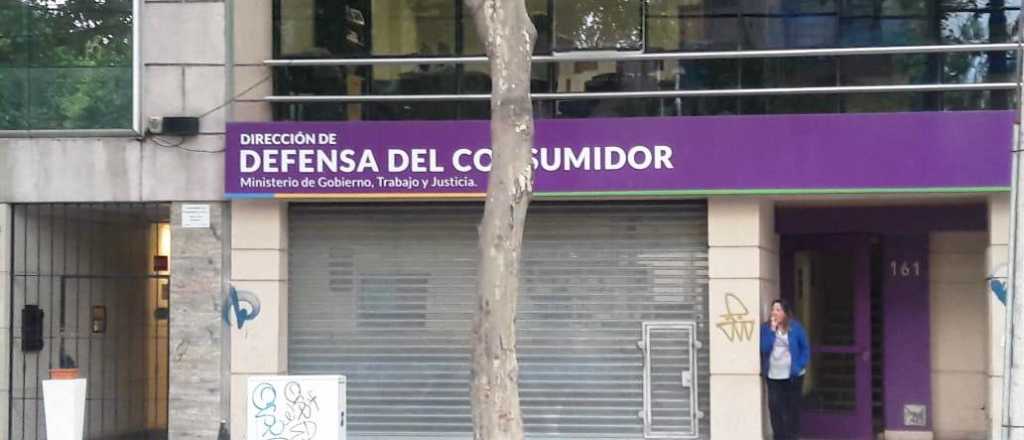 DIRECCIÓN DE
DEFENSA DEL CO SUMIDOR
Ministerio de Gobierno, Trabajo y Justicia.
161